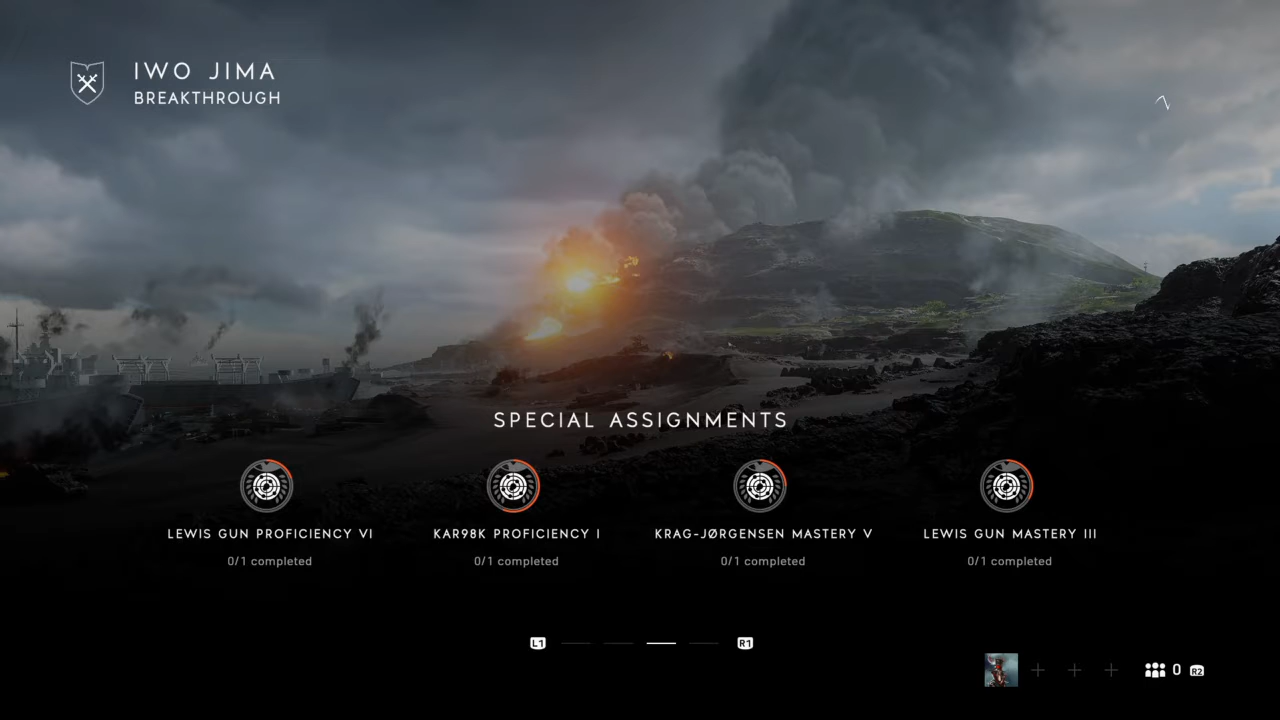 IWO JIMA
BREAKTHROUGH
SPECIAL ASSIGNMENTS
LEWIS GUN PROFICIENCY VI
0/1 completed
KAR98K PROFICIENCY I
0/1 completed
KRAG-JØRGENSEN MASTERY V
0/1 completed
LEWIS GUN MASTERY III
0/1 completed
L1
R1
0 R2